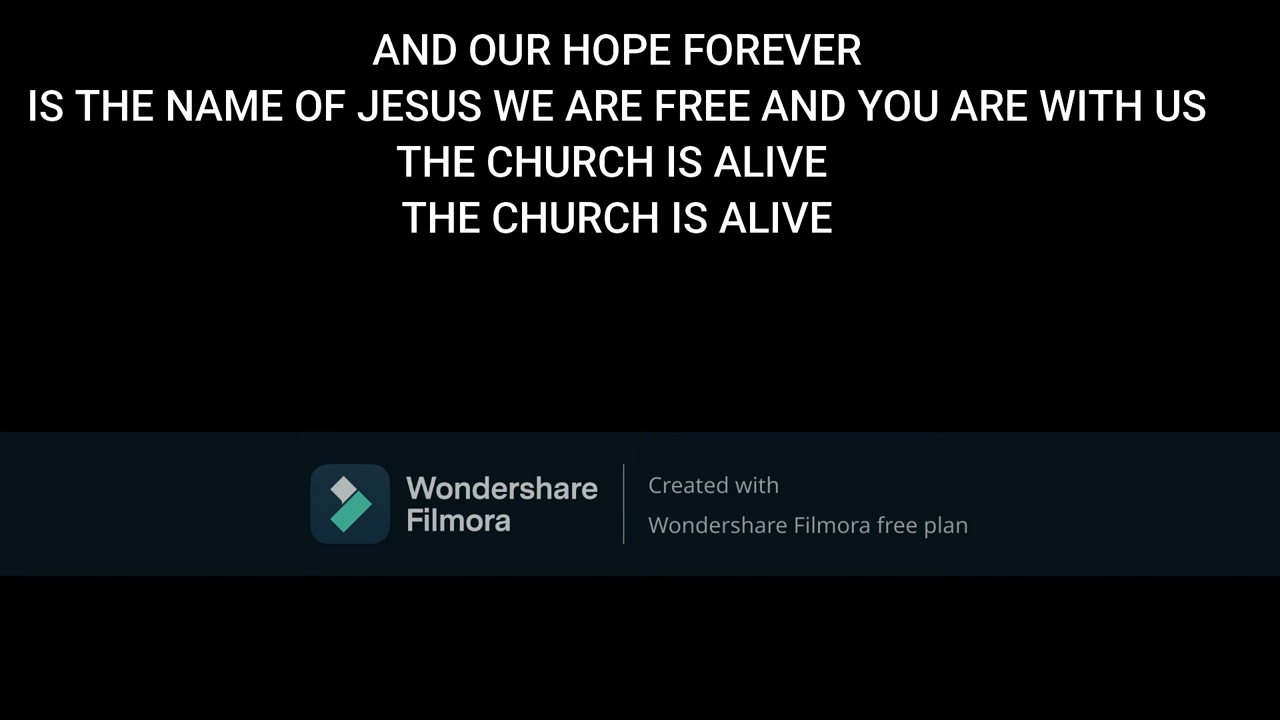 AND OUR HOPE FOREVER
IS THE NAME OF JESUS WE ARE FREE AND YOU ARE WITH US
THE CHURCH IS ALIVE
THE CHURCH IS ALIVE
Wondershare
Filmora
Created with
Wondershare Filmora free plan